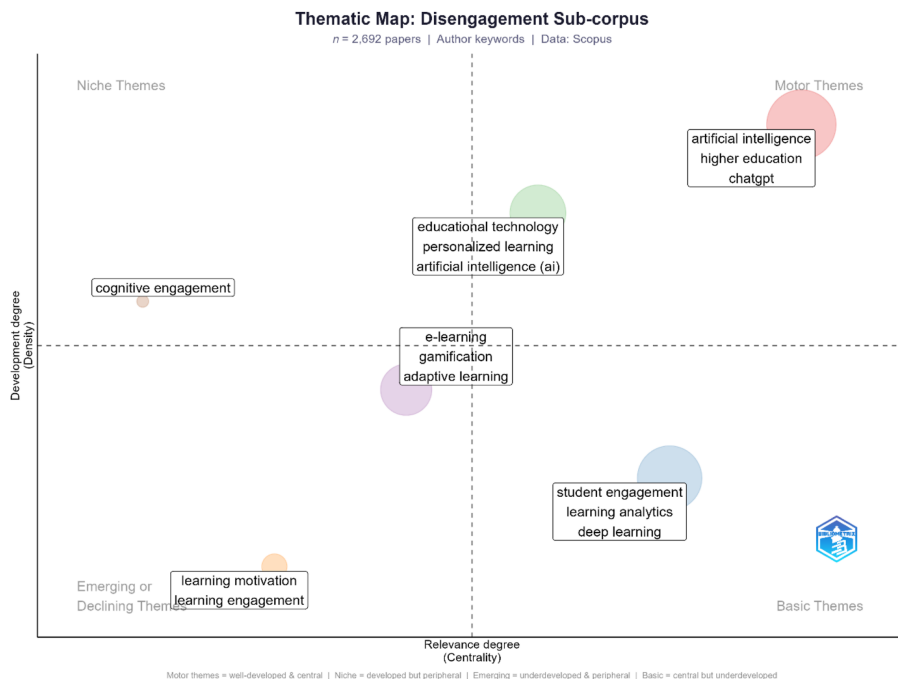 Thematic Map: Disengagement Sub-corpus
n = 2,692 papers | Author keywords | Data: Scopus
Niche Themes
Motor Themes
artificial intelligence
higher education
chatgpt
educational technology
personalized learning
artificial intelligence (ai)
cognitive engagement
e-learning
gamification
adaptive learning
Development degree
(Density)
student engagement
learning analytics
deep learning
BIBLIOMETRIX
learning motivation
learning engagement
Emerging or
Declining Themes
Basic Themes
Relevance degree
(Centrality)
Motor themes = well-developed & central | Niche = developed but peripheral | Emerging = underdeveloped & peripheral | Basic = central but underdeveloped